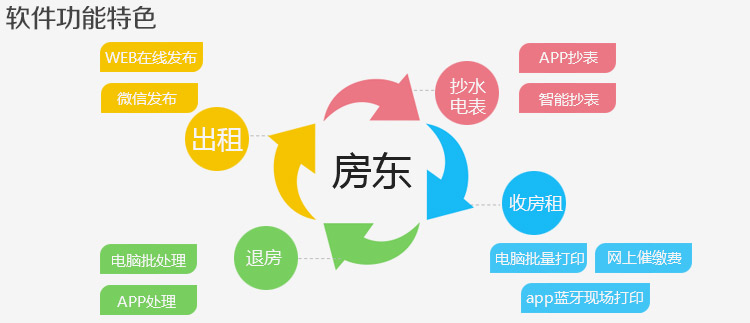 软件功能特色
WEB在线发布
微信发布
出租
抄水
电表
APP抄表
智能抄表
房东
收房租
电脑批量打印
网上催缴费
app蓝牙现场打印
退房
电脑批处理
APP处理